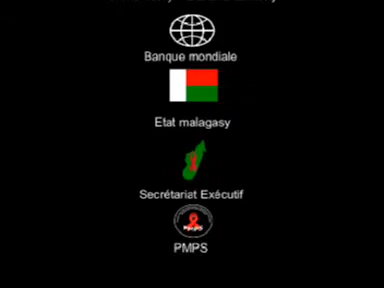 Banque mondiale
Etat malagasy
Secrétariat Exécutif
PMPS